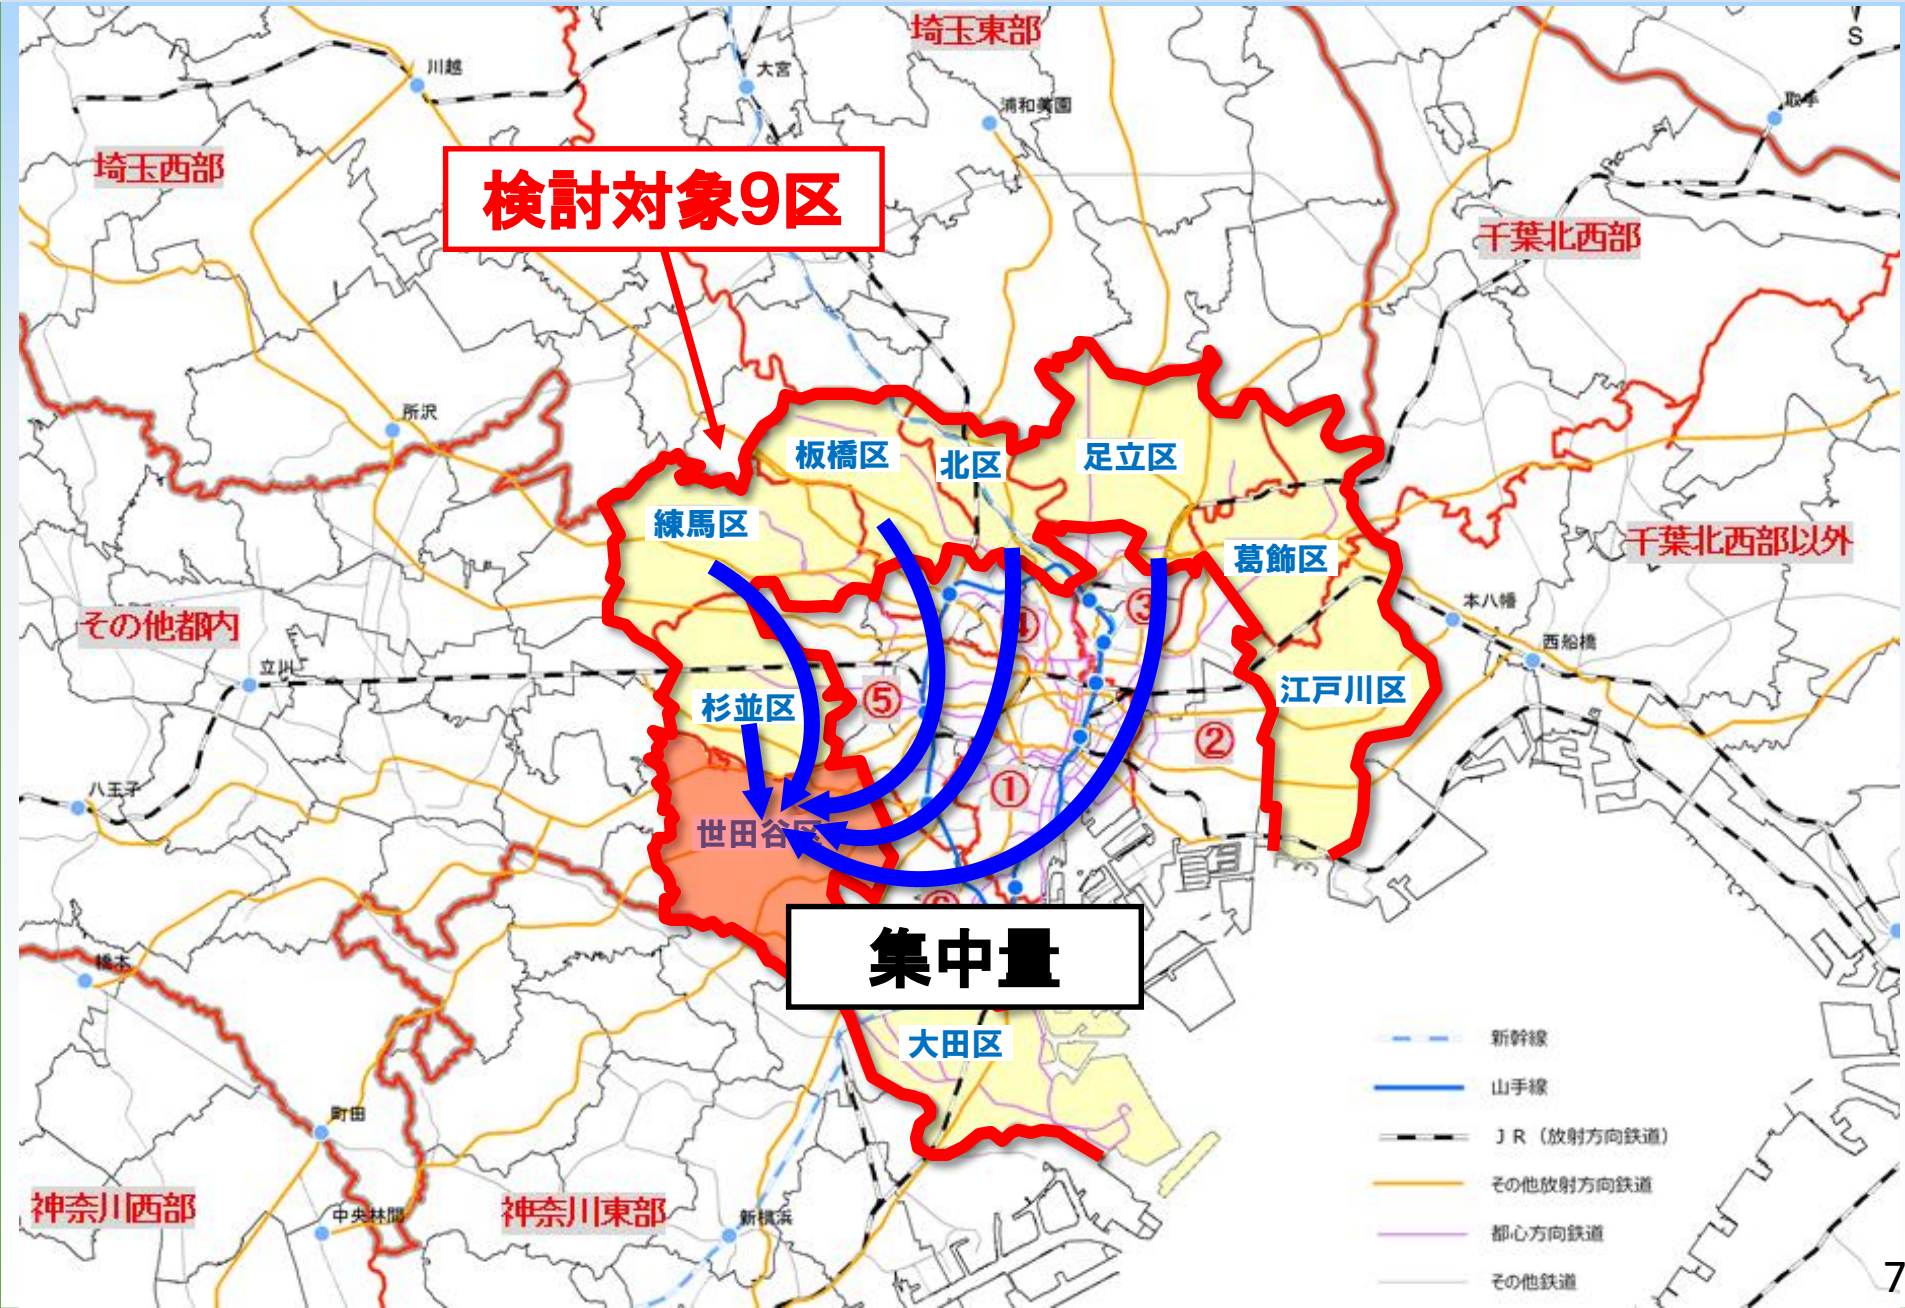 埼玉東部
S
川越
大宮
浦和美園
取手
埼玉西部
検討対象9区
千葉北西部
所沢
板橋区
北区
足立区
練馬区
葛飾区
千葉北西部以外
その他都内
③
④
本八幡
西船橋
立川
杉並区
⑤
江戸川区
②
①
八王子
世田谷区
集中量
橋本
大田区
新幹線
山手線
町田
JR（放射方向鉄道）
その他放射方向鉄道
神奈川西部
中央林間
神奈川東部
新横浜
都心方向鉄道
その他鉄道
7